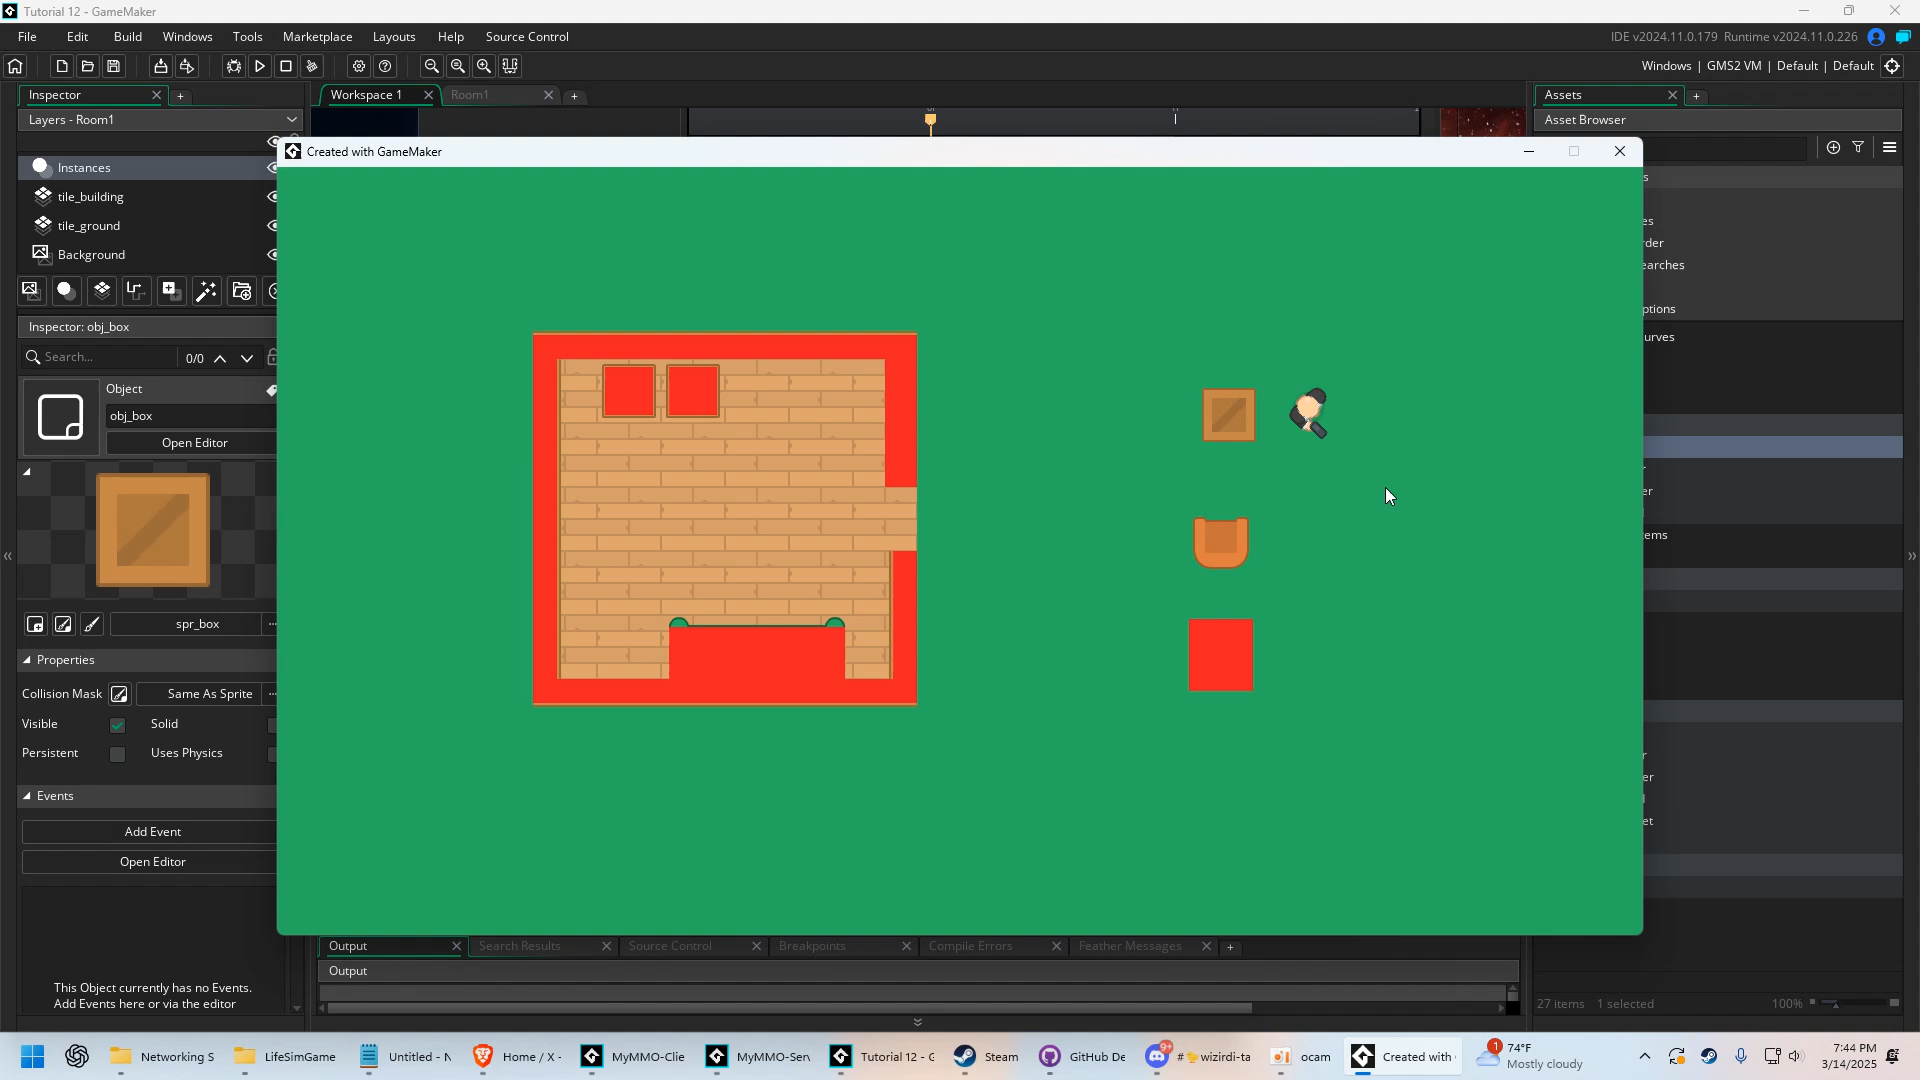 Tutorial 12 - GameMaker
File Edit Build Windows Tools Marketplace Layouts Help Source Control
IDE v2024.11.0.179 Runtime v2024.11.0.226
Windows | GMS2 VM | Default | Default
Inspector
Workspace 1
Room1
Assets
Layers - Room1
Asset Browser
Created with GameMaker
Instances
tile_building
tile_ground
Background
Inspector: obj_box
Search...
0/0
Object
obj_box
Open Editor
spr_box
Properties
Collision Mask
Same As Sprite
Visible
Solid
Persistent
Uses Physics
Events
Add Event
Open Editor
This Object currently has no Events.
Add Events here or via the editor
Output
Search Results
Source Control
Breakpoints
Compile Errors
Feather Messages
Output
27 items 1 selected
100%
Networking S
LifeSimGame
Untitled - N
Home / X -
MyMMO-Clie
MyMMO-Serv
Tutorial 12 - G
Steam
GitHub De
9+
# wizirdi-ta
ocam
Created with
1
74°F
Mostly cloudy
7:44 PM
3/14/2025